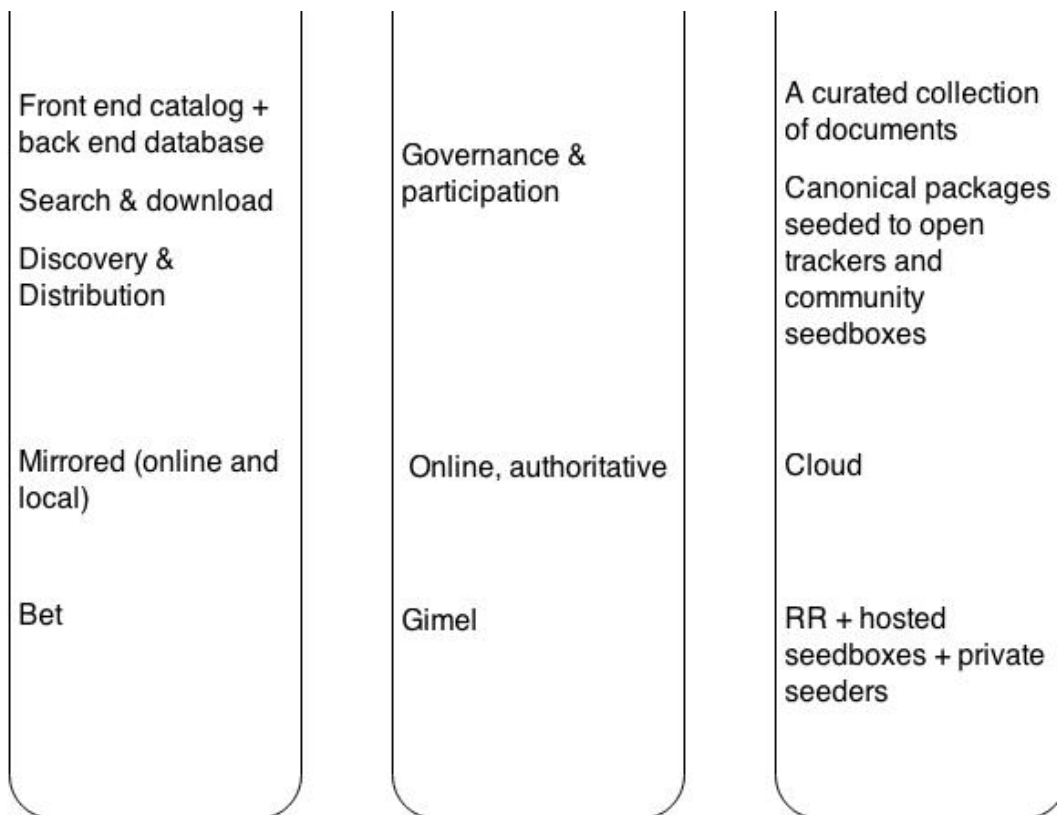 Front end catalog +
back end database
Search & download
Discovery &
Distribution
Mirrored (online and
local)
Bet
Governance &
participation
Online, authoritative
Gimel
A curated collection
of documents
Canonical packages
seeded to open
trackers and
community
seedboxes
Cloud
RR + hosted
seedboxes + private
seeders